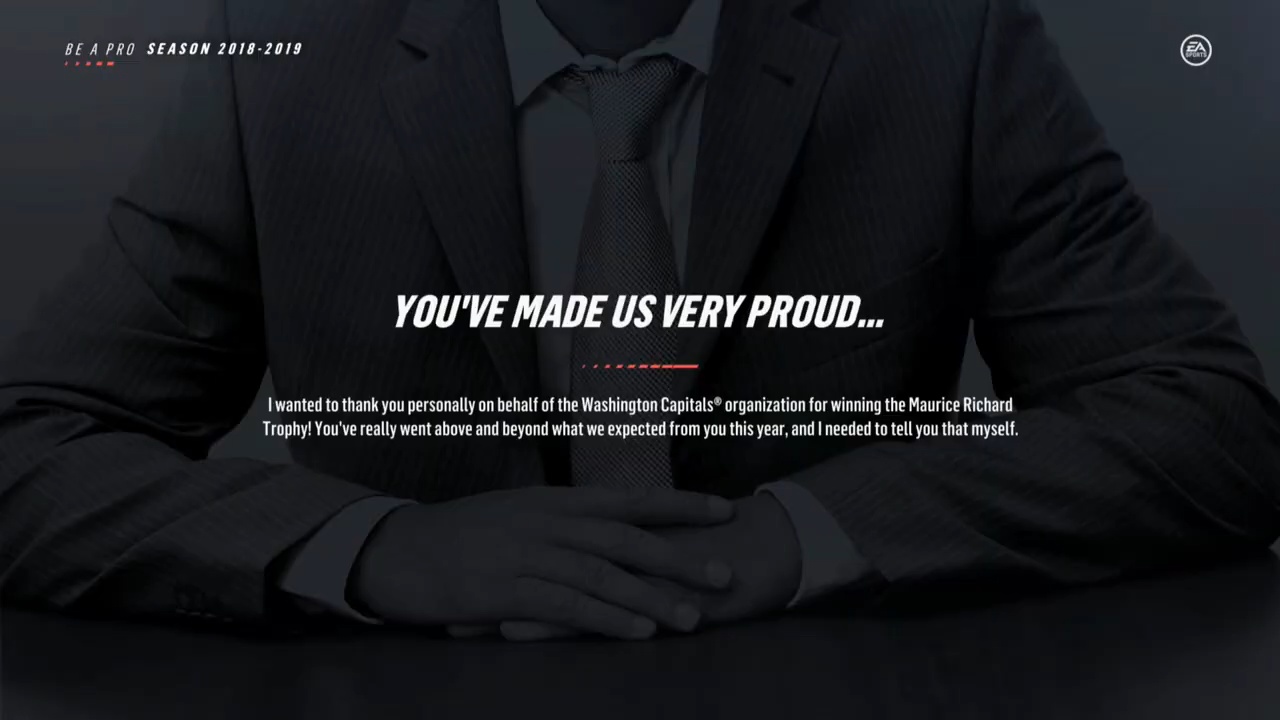 BE A PRO SEASON 2018-2019
EA
SPORTS
YOU'VE MADE US VERY PROUD...
I wanted to thank you personally on behalf of the Washington Capitals® organization for winning the Maurice Richard
Trophy! You've really went above and beyond what we expected from you this year, and I needed to tell you that myself.